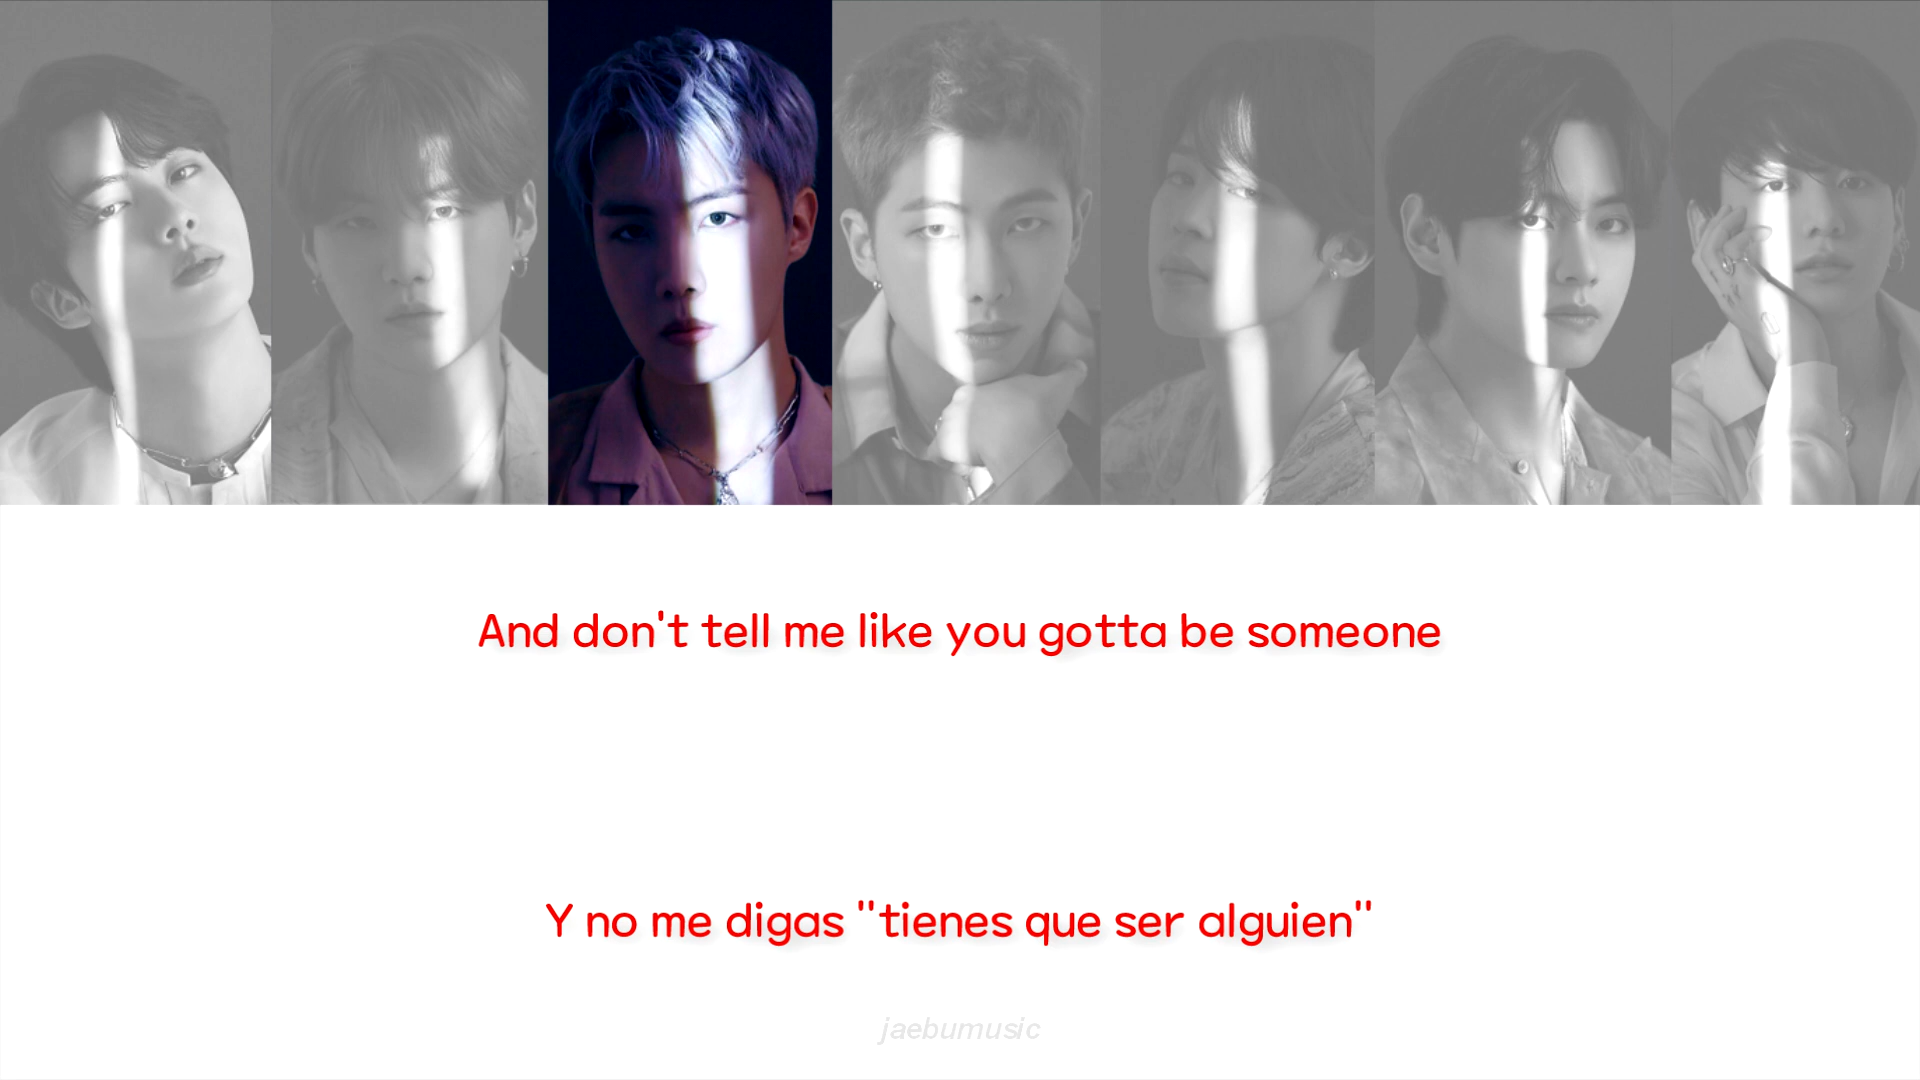 And don't tell me like you gotta be someone
Y no me digas "tienes que ser alguien"
jaebumusic